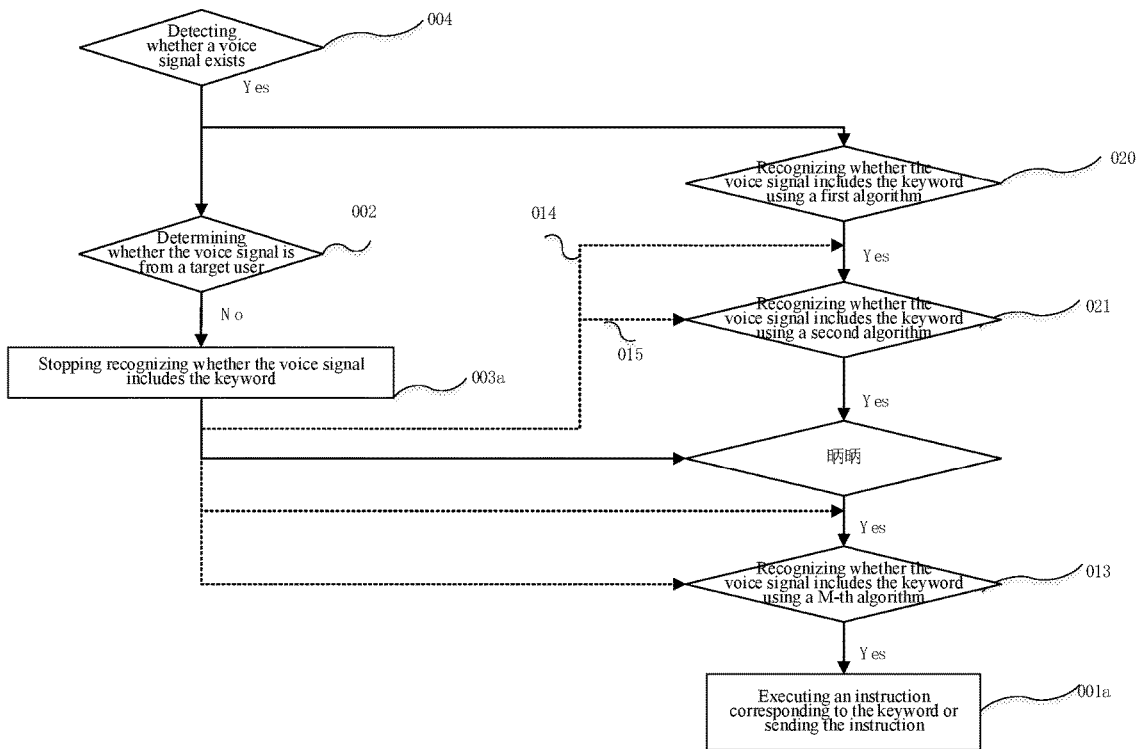 Detecting
whether a voice
signal exists
004
Yes
Recognizing whether the
voice signal includes the keyword
using a first algorithm
020
002
Determining
whether the voice signal is
from a target user
014
Yes
No
Recognizing whether the
voice signal includes the keyword
using a second algorithm
021
015
Stopping recognizing whether the voice signal
includes the keyword
003a
Yes
昞昞
Yes
Recognizing whether the
voice signal includes the keyword
using a M-th algorithm
013
Yes
Executing an instruction
corresponding to the keyword or
sending the instruction
001a